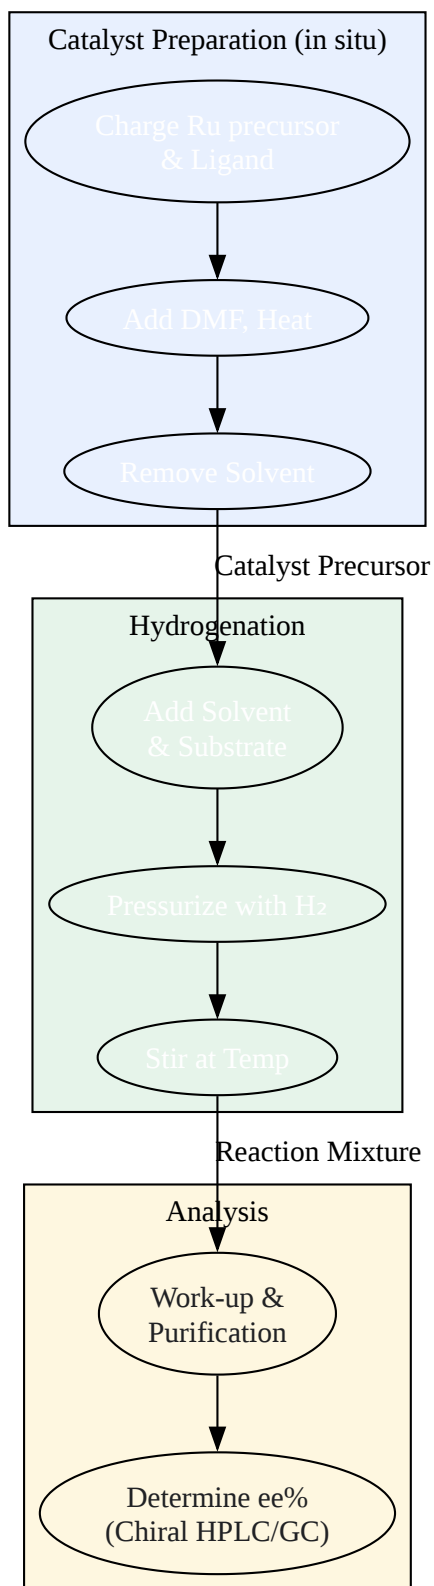 Catalyst Preparation (in situ)
Charge Ru precursor
& Ligand
Add DMF, Heat
Remove Solvent
Catalyst Precursor
Hydrogenation
Add Solvent
& Substrate
Pressurize with H₂
Stir at Temp
Reaction Mixture
Analysis
Work-up &
Purification
Determine ee%
(Chiral HPLC/GC)